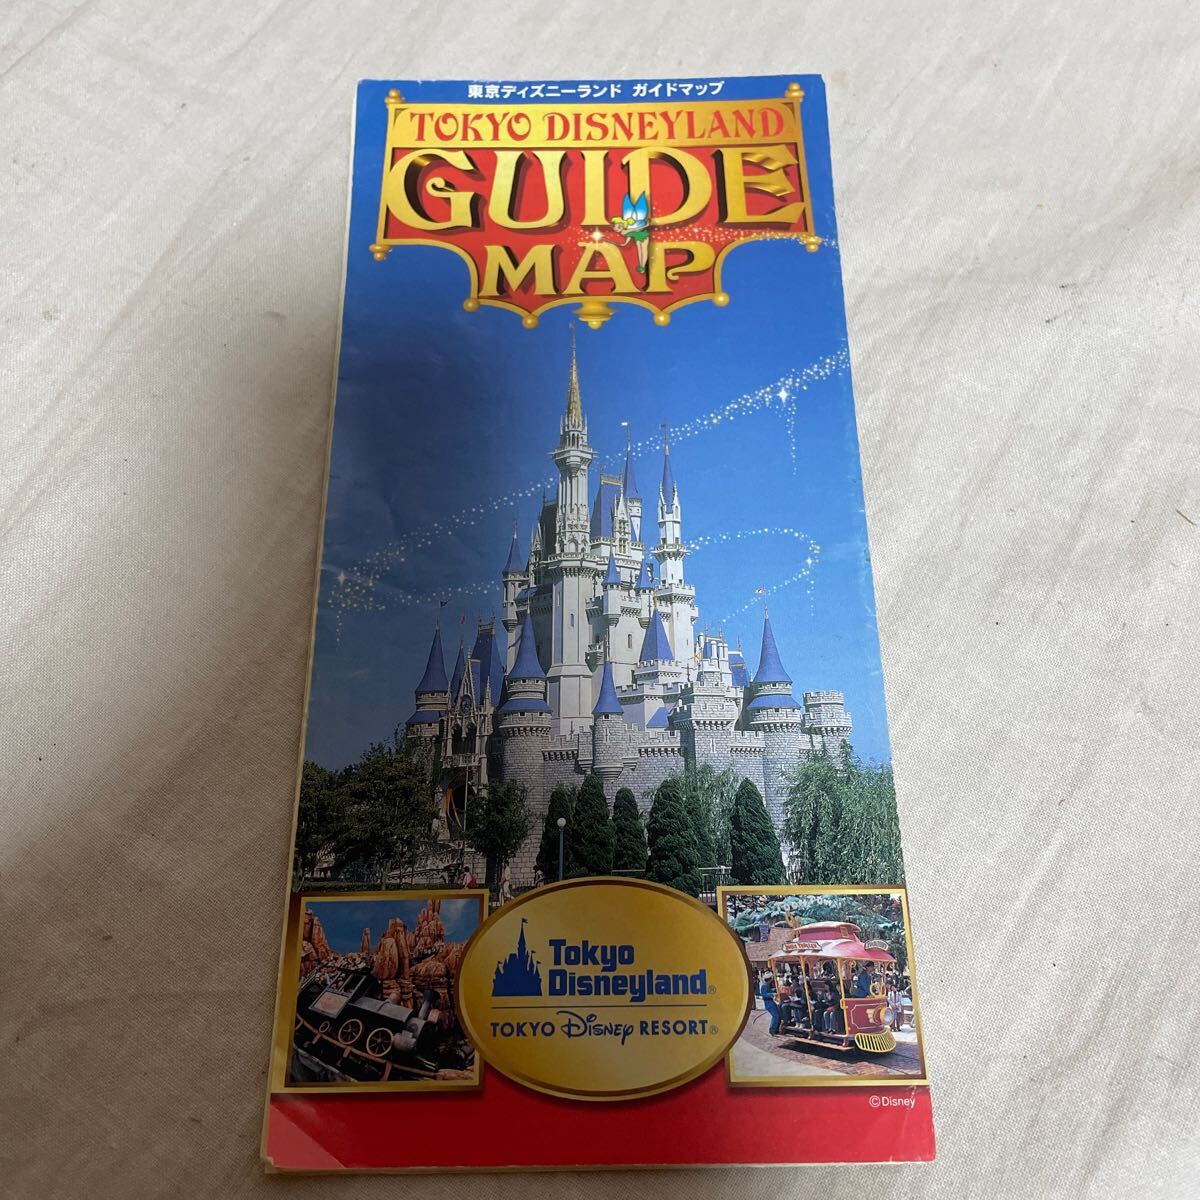 東京ディズニーランド ガイドマップ
TOKYO DISNEYLAND®
GUIDE
MAP
Tokyo
Disneyland®
TOKYO Disney RESORT®
©Disney